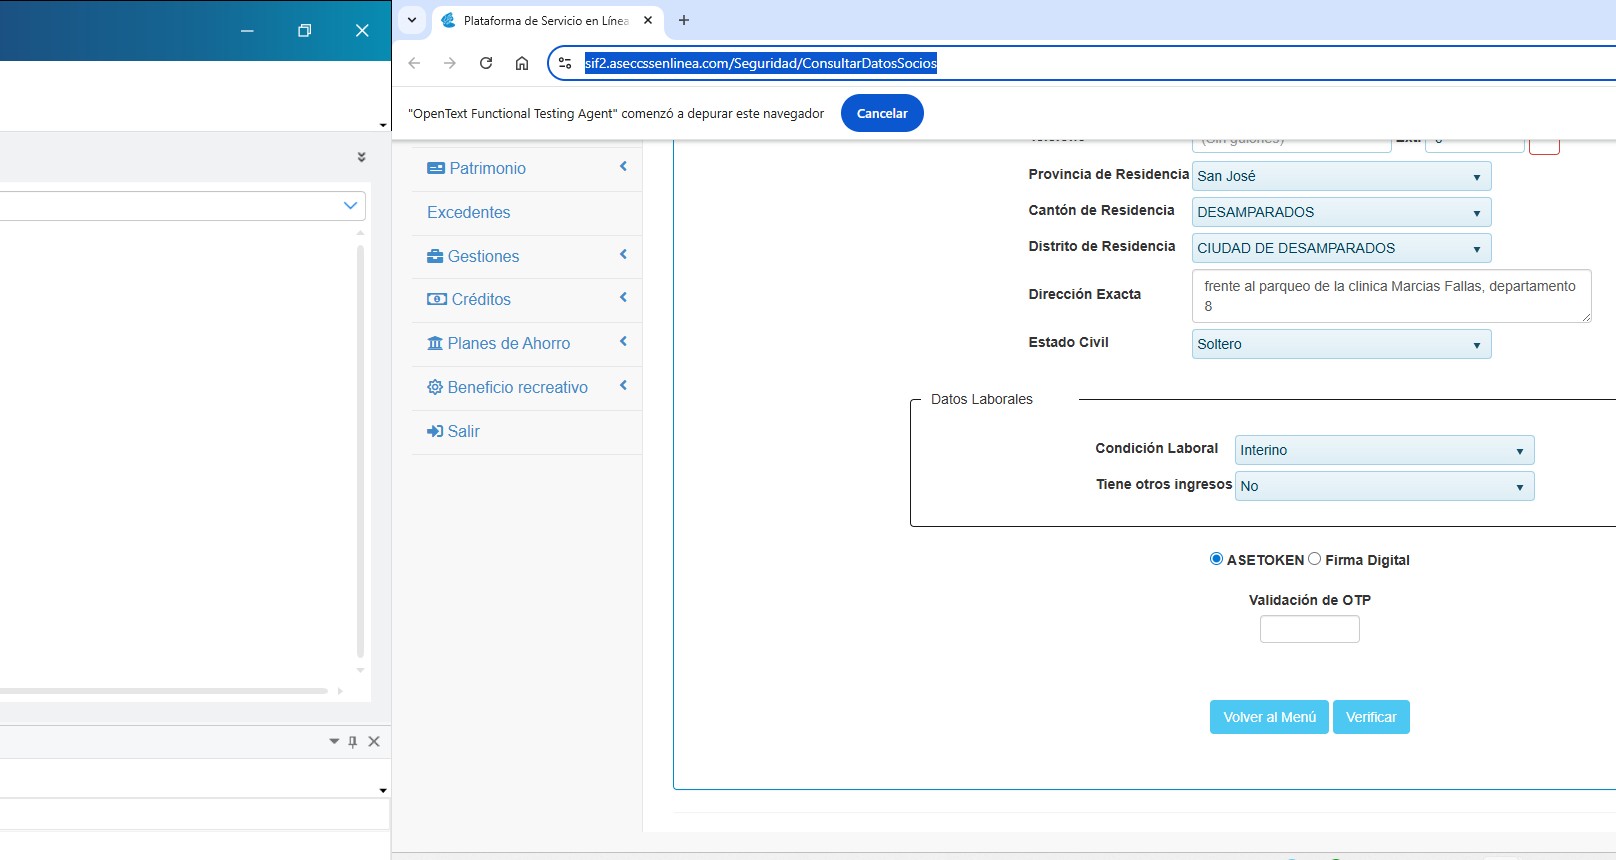 Plataforma de Servicio en Línea
sif2.aseccssenlinea.com/Seguridad/ConsultarDatosSocios
"OpenText Functional Testing Agent" comenzó a depurar este navegador
Cancelar
Patrimonio
Excedentes
Gestiones
Créditos
Planes de Ahorro
Beneficio recreativo
Salir
Provincia de Residencia San José
Cantón de Residencia DESAMPARADOS
Distrito de Residencia CIUDAD DE DESAMPARADOS
Dirección Exacta frente al parqueo de la clinica Marcias Fallas, departamento
8
Estado Civil Soltero
Datos Laborales
Condición Laboral Interino
Tiene otros ingresos No
ASETOKEN Firma Digital
Validación de OTP
Volver al Menú Verificar